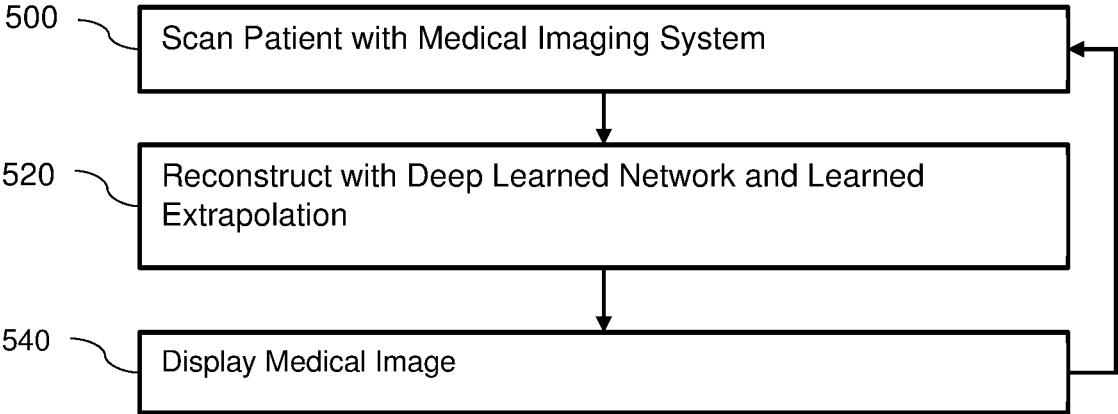 500
Scan Patient with Medical Imaging System
520
Reconstruct with Deep Learned Network and Learned
Extrapolation
540
Display Medical Image